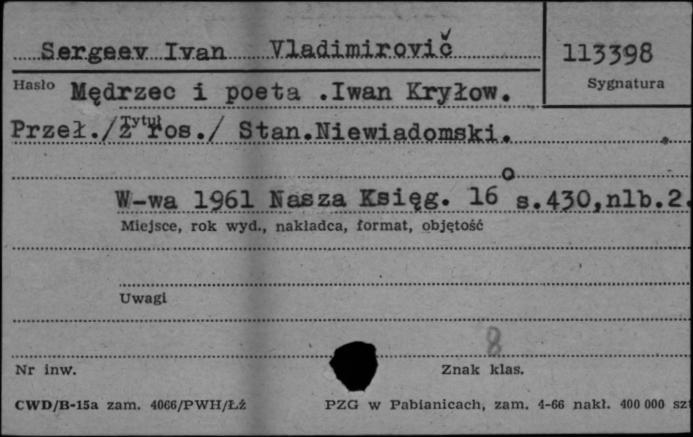 Sergeev Ivan Vladimirovič
113398
Hasło Mędrzec i poeta .Iwan Kryłow.
Sygnatura
Tytuł
Przeł./z ros./ Stan.Niewiadomski.
W-wa 1961 Nasza Księg. 16° s.430,nlb.2.
Miejsce, rok wyd., nakładca, format, objętość
Uwagi
8
Nr inw.
Znak klas.
CWD/B-15a zam. 4066/PWH/Łź
PZG w Pabianicach, zam. 4-66 nakł. 400 000 szt